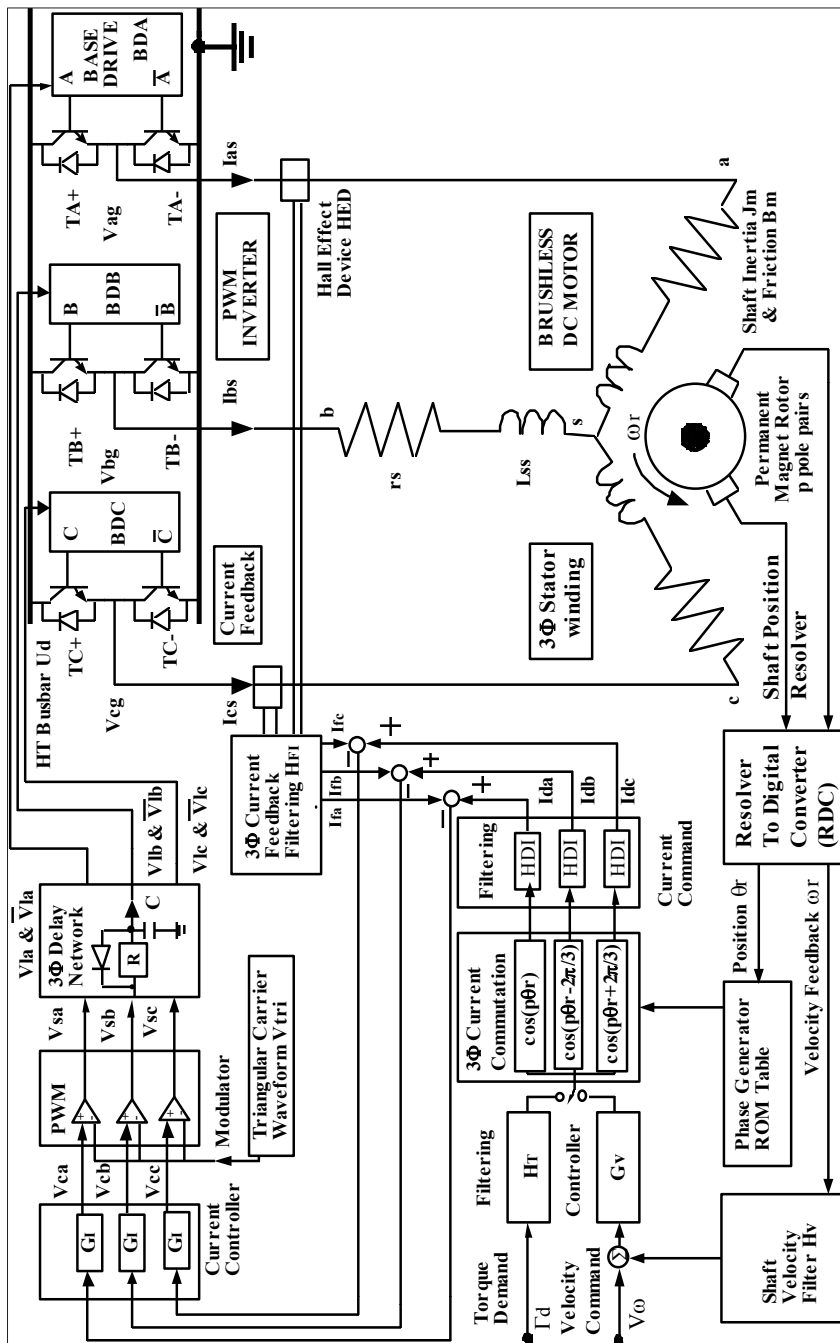 Vca
Vcb
Vcc
GI
GI
GI
Current
Controller
PWM
+
-
+
-
+
-
Modulator
Triangular Carrier
Waveform Vtri
Vsa
Vsb
Vsc
3Φ Delay
Network
R
C
V̅l̅a̅ & Vla
Vlb & V̅l̅b̅
Vlc & V̅l̅c̅
HT Busbar Ud
TC+
Vcg
TC-
C
BDC
C̅
TB+
Vbg
TB-
B
BDB
B̅
TA+
Vag
TA-
A
BASE
DRIVE
BDA
A̅
Ics
Current
Feedback
Ibs
PWM
INVERTER
Ias
Hall Effect
Device HED
3Φ Current
Feedback
Filtering HFI
Ifc
Ifb
Ifa
-
+
-
+
-
+
b
rs
Lss
s
BRUSHLESS
DC MOTOR
3Φ Stator
winding
a
c
ωr
Shaft Inertia Jm
& Friction Bm
Permanent
Magnet Rotor
p pole pairs
Shaft Position
Resolver
Torque
Demand
Γd
Velocity
Command
Vω
Σ
Filtering
HT
Controller
GV
3Φ Current
Commutation
cos(pθr)
cos(pθr-2π/3)
cos(pθr+2π/3)
Filtering
HDI
HDI
HDI
Ida
Idb
Idc
Current
Command
Resolver
To Digital
Converter
(RDC)
Position θr
Velocity Feedback ωr
Phase Generator
ROM Table
Shaft
Velocity
Filter Hv